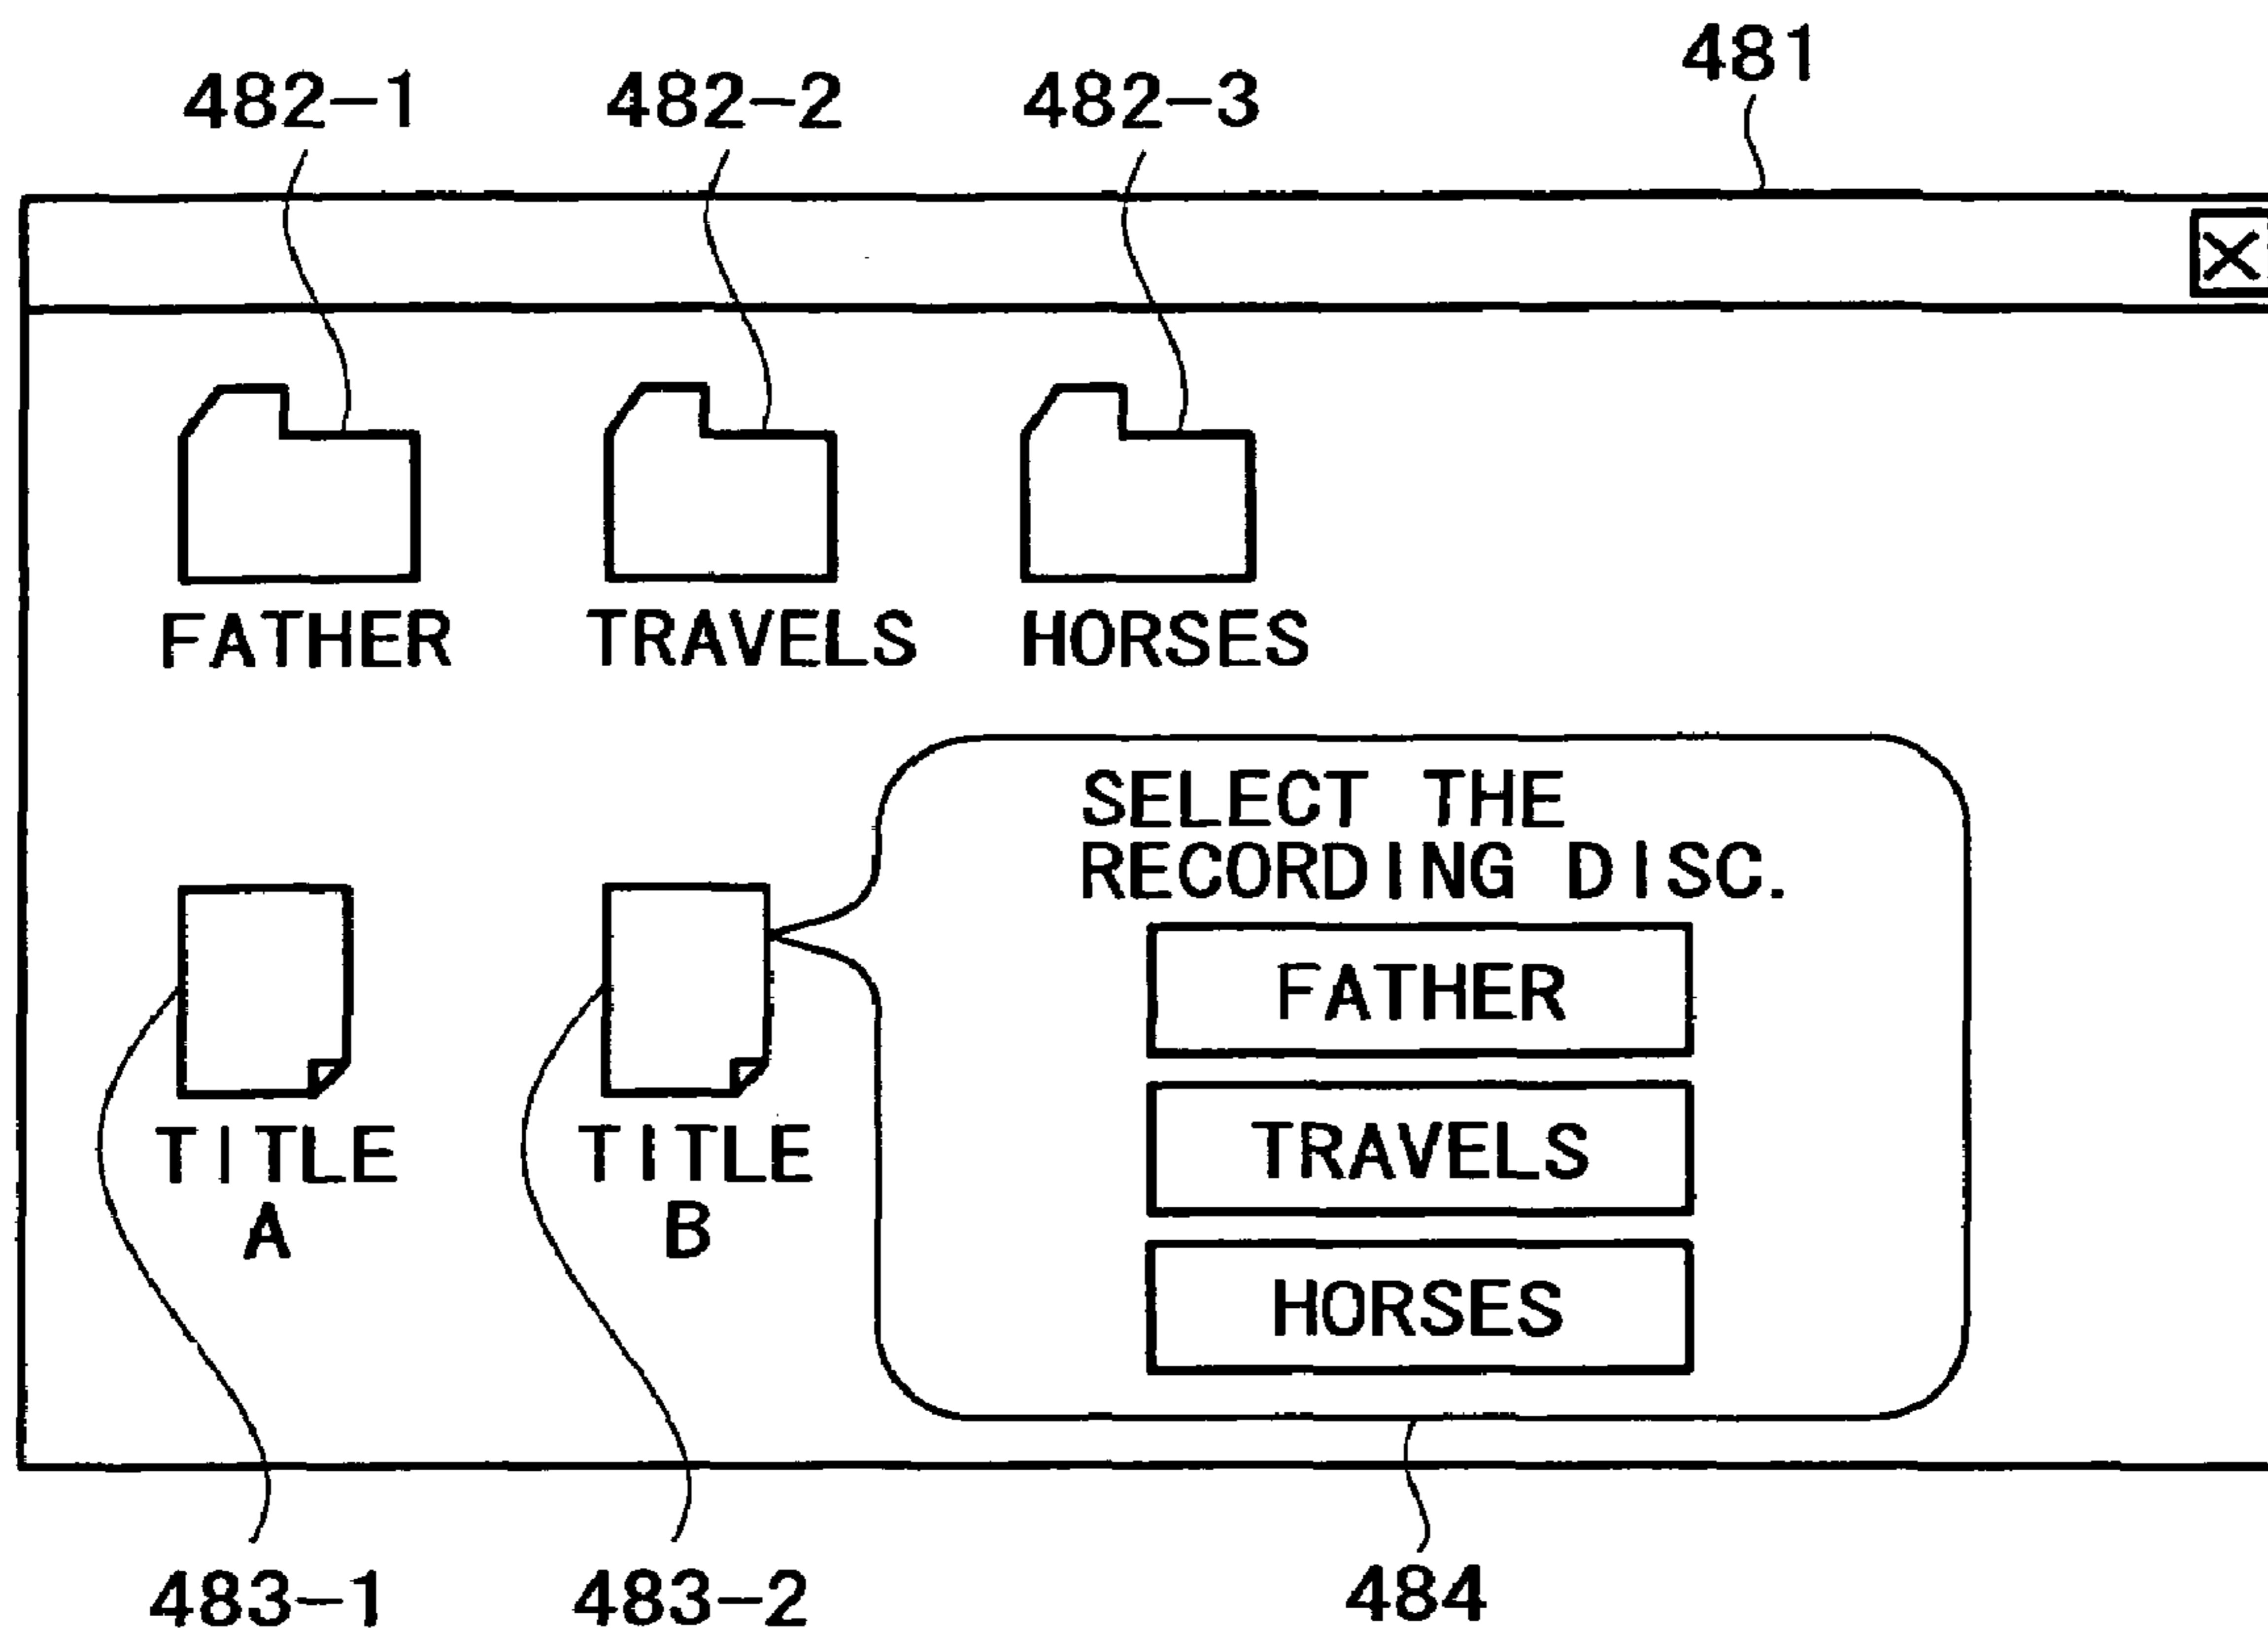 481
482-1 482-2 482-3
X
FATHER TRAVELS HORSES
SELECT THE
RECORDING DISC.
FATHER
TRAVELS
HORSES
TITLE
A
TITLE
B
483-1 483-2 484